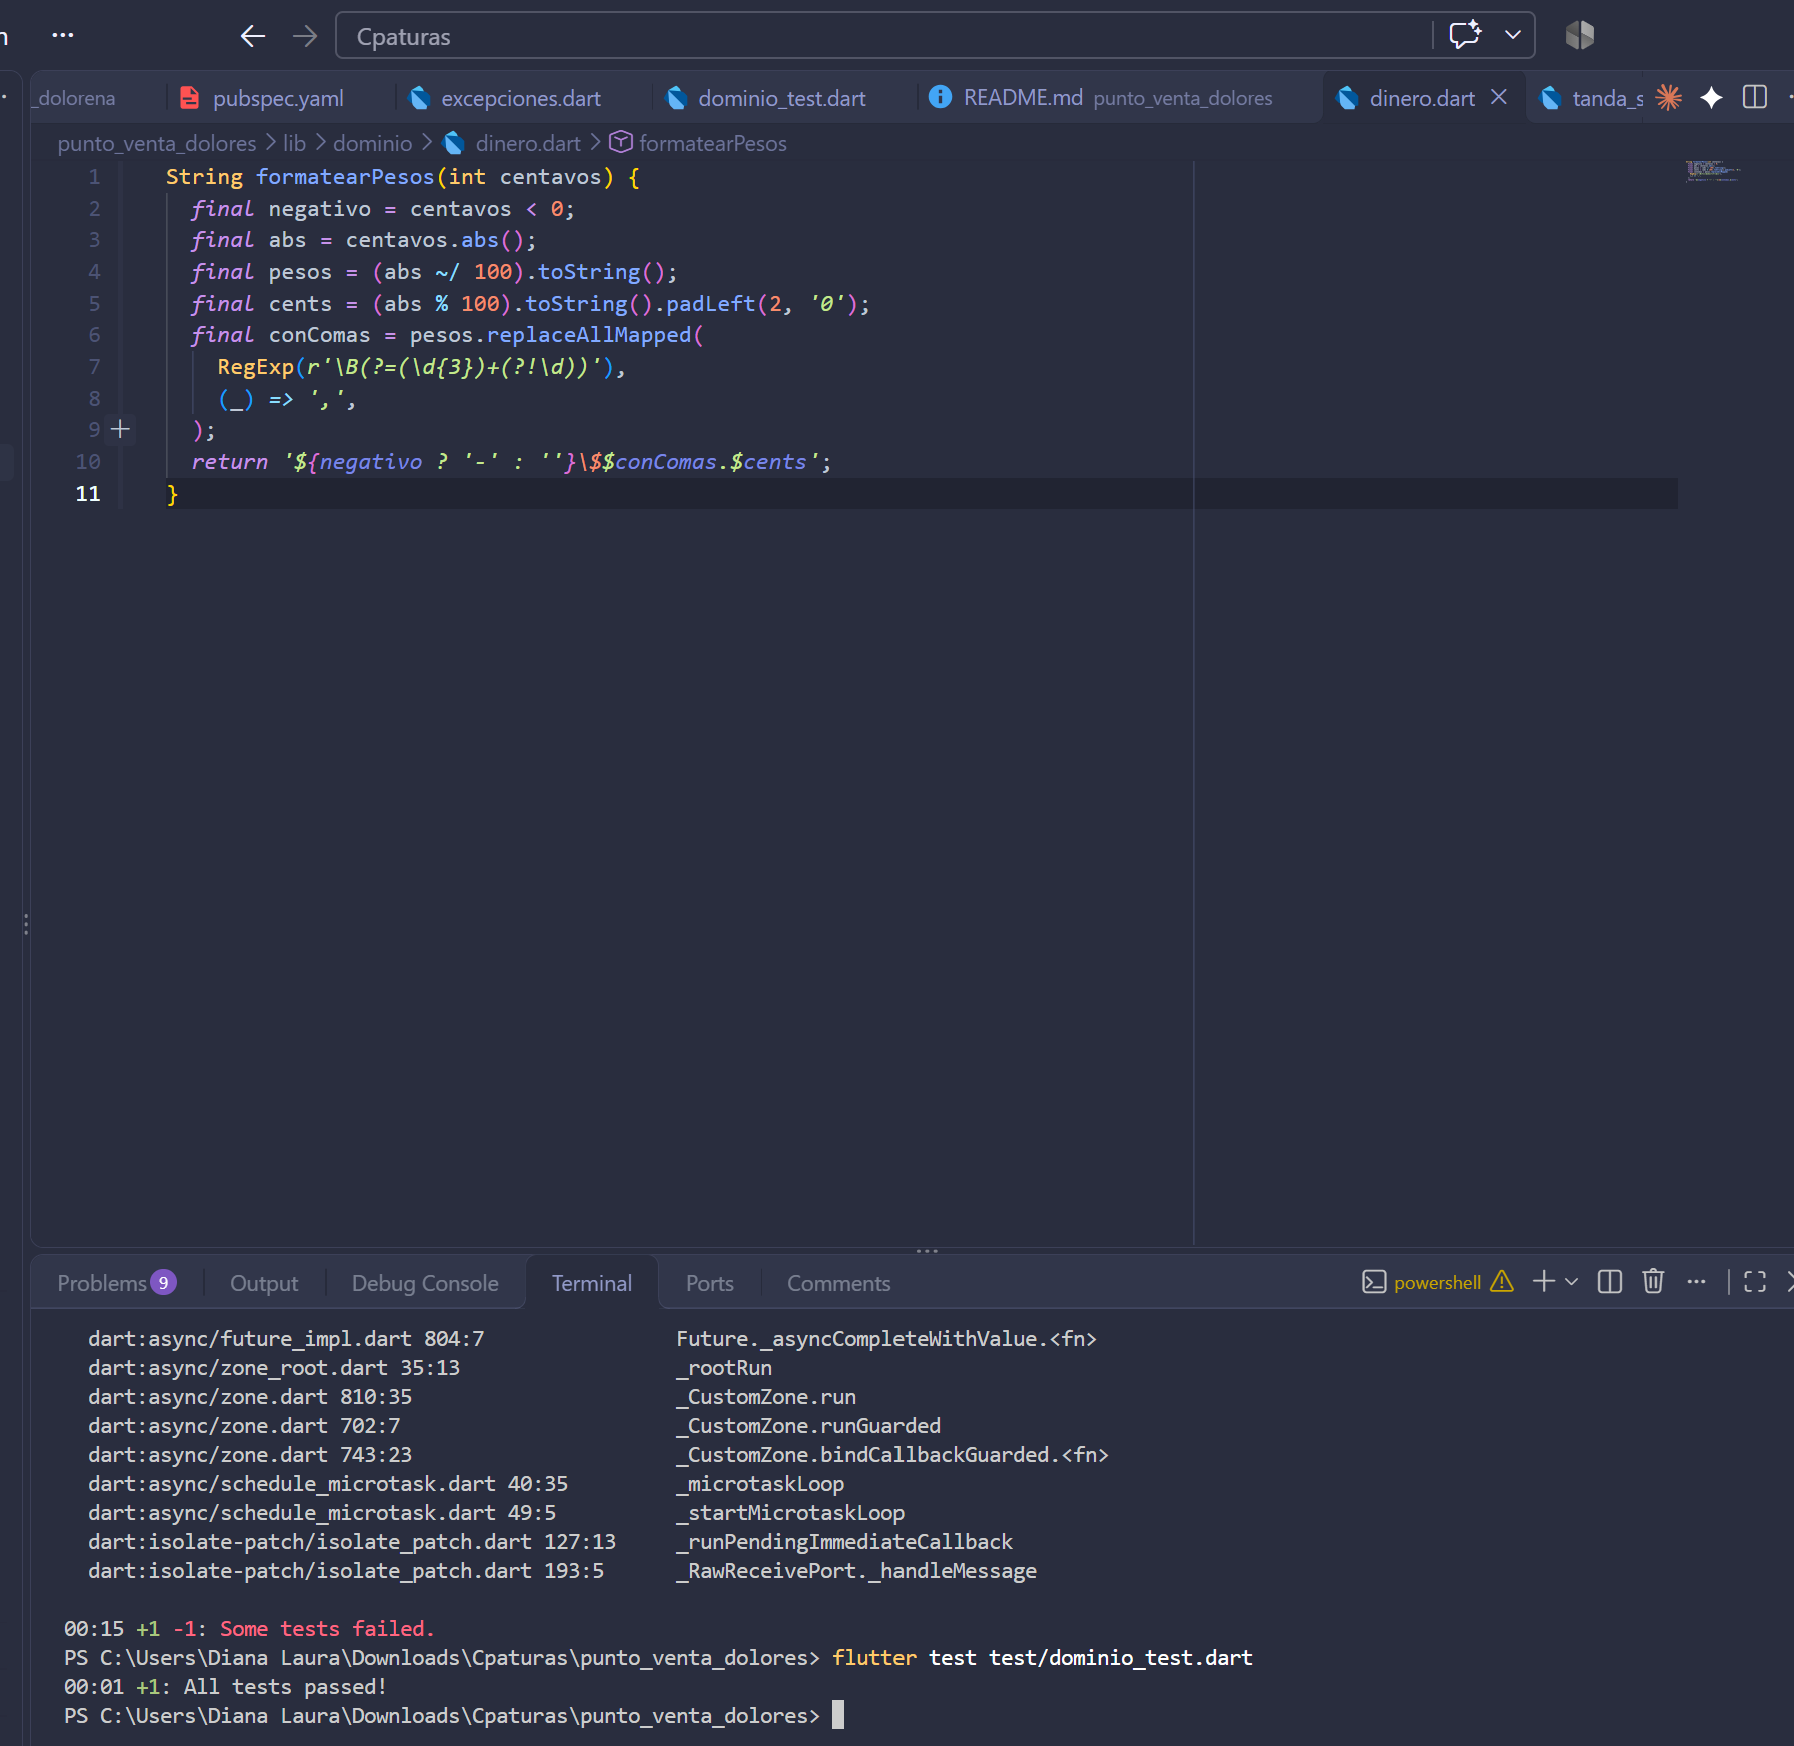 Cpaturas
_dolorena
pubspec.yaml
excepciones.dart
dominio_test.dart
README.md punto_venta_dolores
dinero.dart
tanda_s
punto_venta_dolores > lib > dominio > dinero.dart > formatearPesos
1 String formatearPesos(int centavos) {
2 final negativo = centavos < 0;
3 final abs = centavos.abs();
4 final pesos = (abs ~/ 100).toString();
5 final cents = (abs % 100).toString().padLeft(2, '0');
6 final conComas = pesos.replaceAllMapped(
7 RegExp(r'\B(?=(\d{3})+(?!\d))'),
8 (_) => ',',
9 );
10 return '${negativo ? '-' : ''}\$$conComas.$cents';
11 }
Problems 9 Output Debug Console Terminal Ports Comments
powershell
dart:async/future_impl.dart 804:7 Future._asyncCompleteWithValue.<fn>
dart:async/zone_root.dart 35:13 _rootRun
dart:async/zone.dart 810:35 _CustomZone.run
dart:async/zone.dart 702:7 _CustomZone.runGuarded
dart:async/zone.dart 743:23 _CustomZone.bindCallbackGuarded.<fn>
dart:async/schedule_microtask.dart 40:35 _microtaskLoop
dart:async/schedule_microtask.dart 49:5 _startMicrotaskLoop
dart:isolate-patch/isolate_patch.dart 127:13 _runPendingImmediateCallback
dart:isolate-patch/isolate_patch.dart 193:5 _RawReceivePort._handleMessage
00:15 +1 -1: Some tests failed.
PS C:\Users\Diana Laura\Downloads\Cpaturas\punto_venta_dolores> flutter test test/dominio_test.dart
00:01 +1: All tests passed!
PS C:\Users\Diana Laura\Downloads\Cpaturas\punto_venta_dolores>